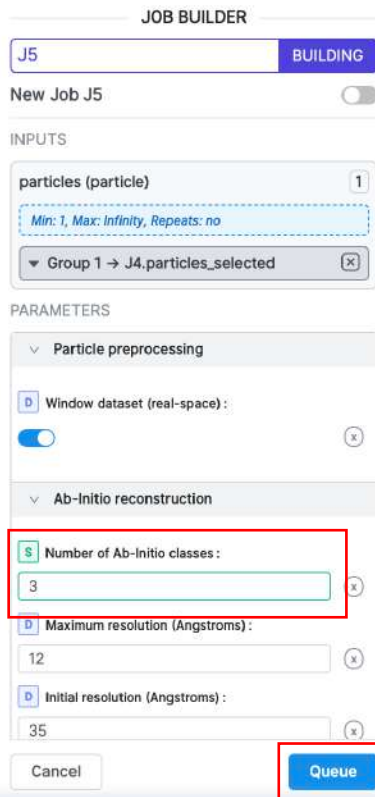 JOB BUILDER
J5 BUILDING
New Job J5
INPUTS
particles (particle) 1
Min: 1, Max: Infinity, Repeats: no
Group 1 → J4.particles_selected x
PARAMETERS
Particle preprocessing
D Window dataset (real-space) :
x
Ab-Initio reconstruction
S Number of Ab-Initio classes :
3 x
D Maximum resolution (Angstroms) :
12 x
D Initial resolution (Angstroms) :
35 x
Cancel Queue